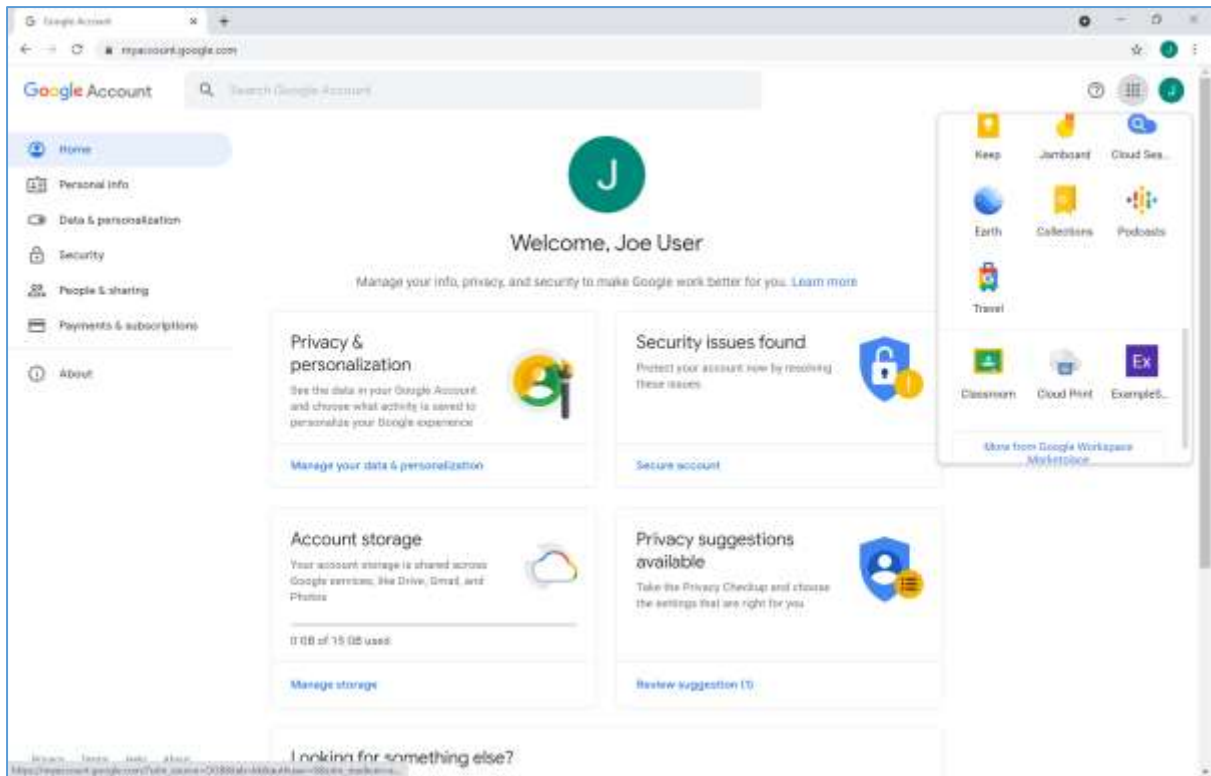 Google Account
myaccount.google.com
Google Account
Search Google Account
Home
Personal info
Data & personalization
Security
People & sharing
Payments & subscriptions
About
J
Welcome, Joe User
Manage your info, privacy, and security to make Google work better for you. Learn more
Privacy &
personalization
See the data in your Google Account
and choose what activity is saved to
personalize your Google experience
Manage your data & personalization
Security issues found
Protect your account now by resolving
these issues
Secure account
Account storage
Your account storage is shared across
Google services, like Drive, Gmail, and
Photos
0 GB of 15 GB used
Manage storage
Privacy suggestions
available
Take the Privacy Checkup and choose
the settings that are right for you
Review suggestion (1)
Looking for something else?
Keep
Jamboard
Cloud Sea...
Earth
Collections
Podcasts
Travel
Ex
Classroom
Cloud Print
ExampleS...
More from Google Workspace
Marketplace
Privacy Terms Help About